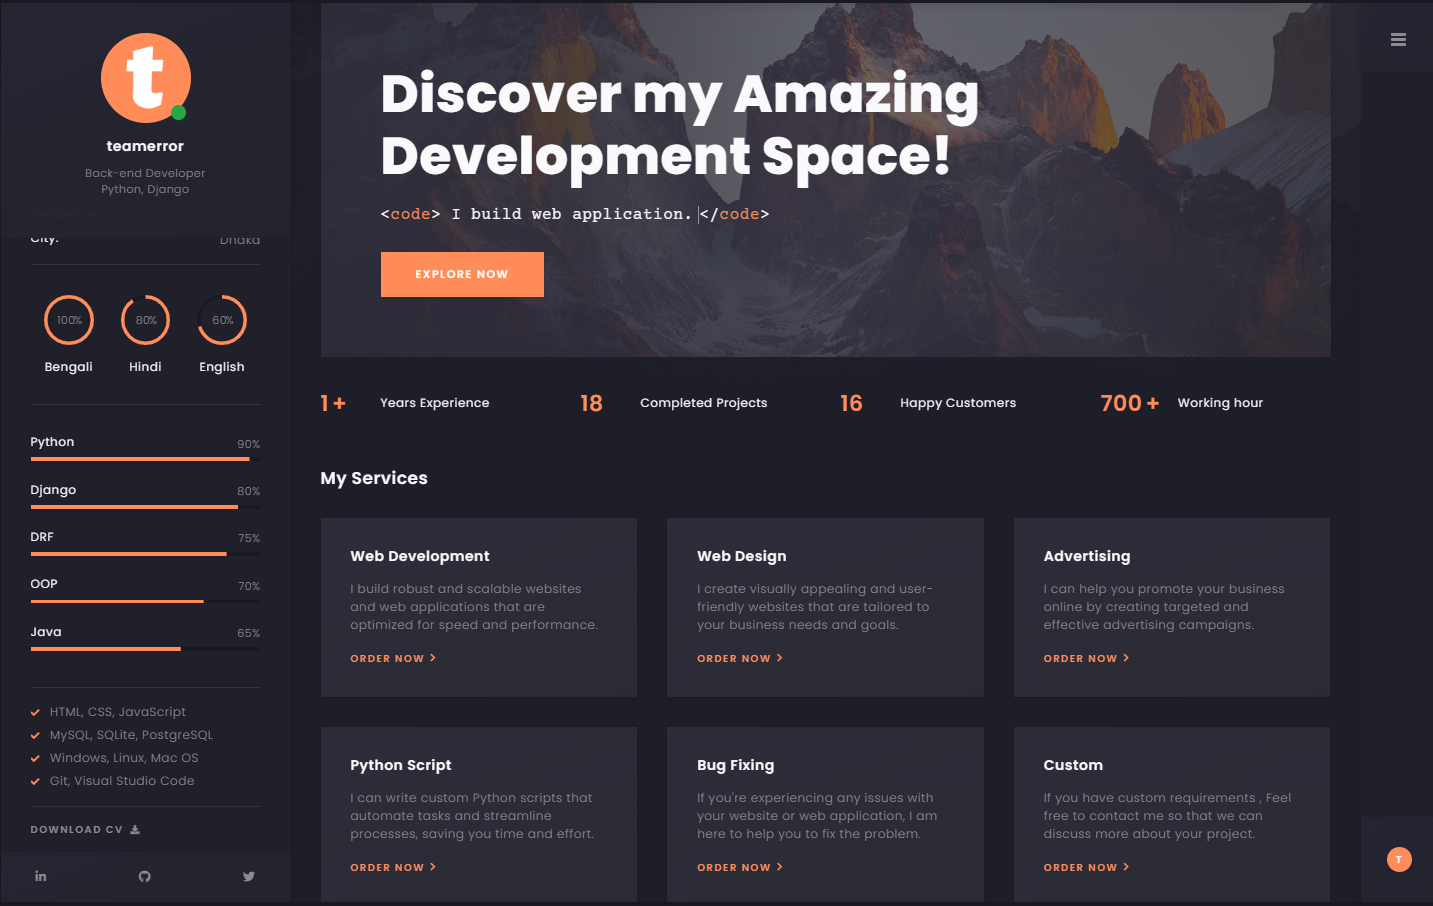 t
teamerror
Back-end Developer
Python, Django
City:
Dhaka
100%
80%
60%
Bengali
Hindi
English
Python
90%
Django
80%
DRF
75%
OOP
70%
Java
65%
HTML, CSS, JavaScript
MySQL, SQLite, PostgreSQL
Windows, Linux, Mac OS
Git, Visual Studio Code
DOWNLOAD CV
in
Discover my Amazing
Development Space!
<code> I build web application. |</code>
EXPLORE NOW
1 +
Years Experience
18
Completed Projects
16
Happy Customers
700 +
Working hour
My Services
Web Development
I build robust and scalable websites
and web applications that are
optimized for speed and performance.
ORDER NOW
Web Design
I create visually appealing and user-
friendly websites that are tailored to
your business needs and goals.
ORDER NOW
Advertising
I can help you promote your business
online by creating targeted and
effective advertising campaigns.
ORDER NOW
Python Script
I can write custom Python scripts that
automate tasks and streamline
processes, saving you time and effort.
ORDER NOW
Bug Fixing
If you're experiencing any issues with
your website or web application, I am
here to help you to fix the problem.
ORDER NOW
Custom
If you have custom requirements , Feel
free to contact me so that we can
discuss more about your project.
ORDER NOW
T